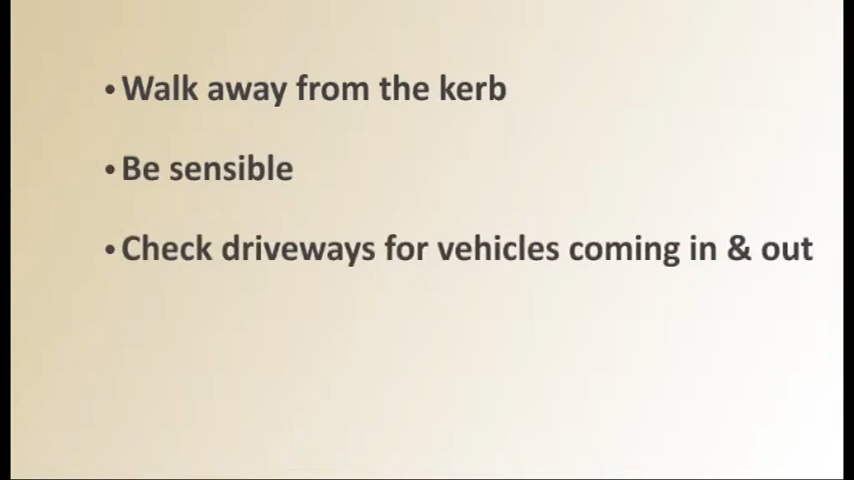 • Walk away from the kerb
• Be sensible
• Check driveways for vehicles coming in & out